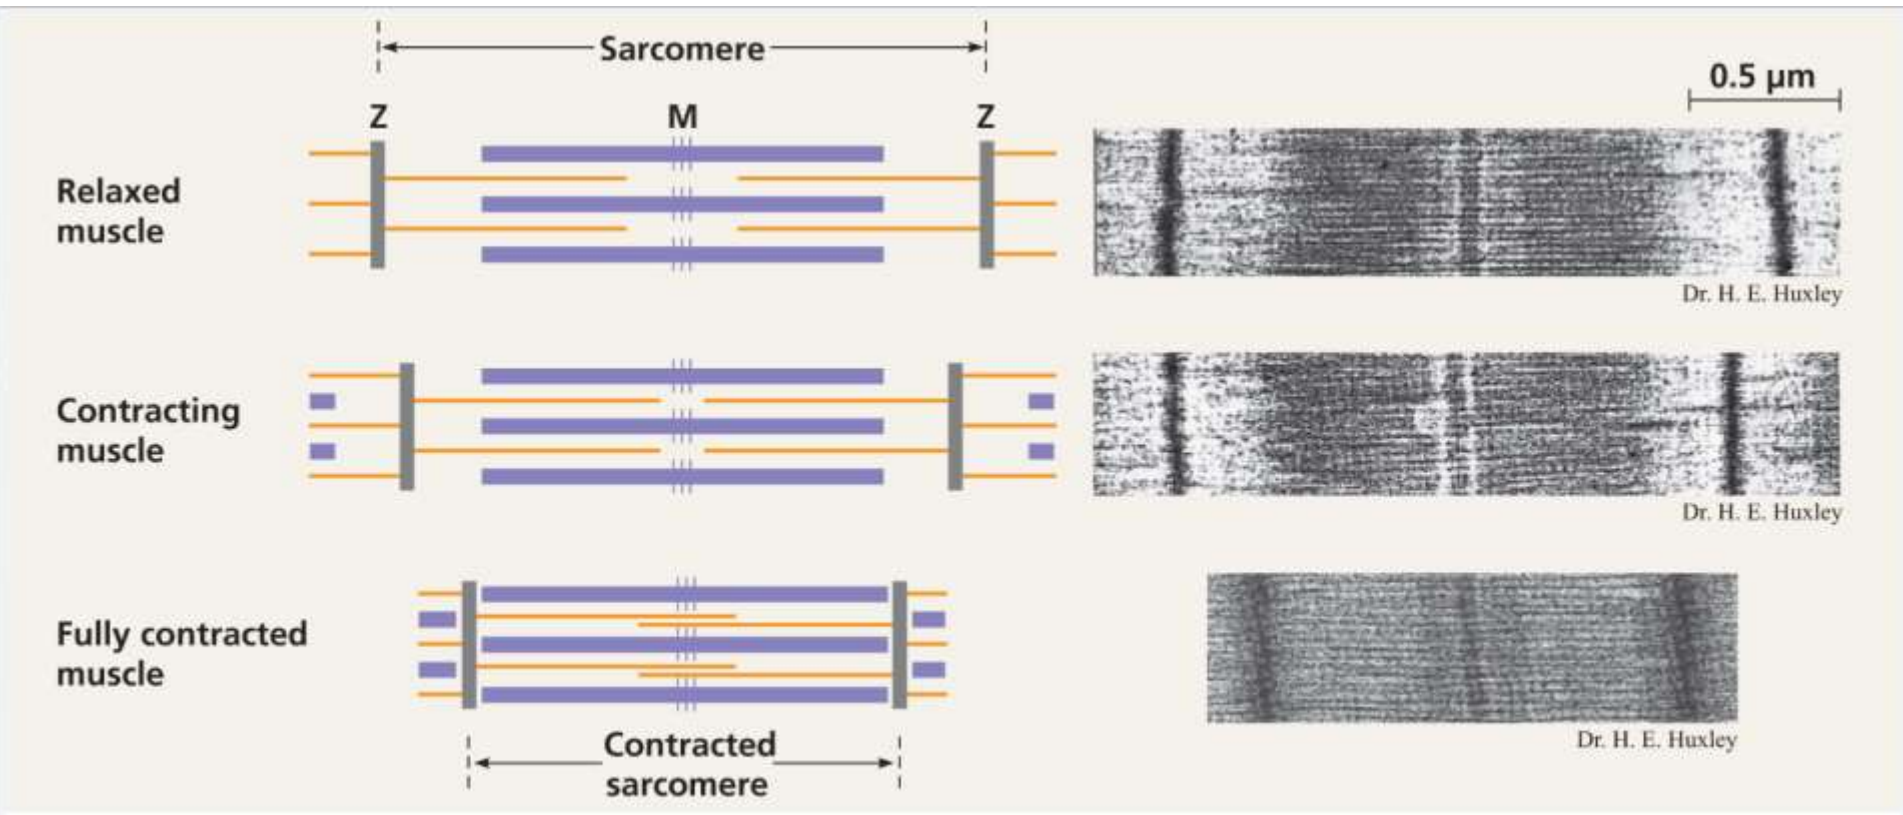 Sarcomere
0.5 µm
Z
M
Z
Relaxed
muscle
Dr. H. E. Huxley
Contracting
muscle
Dr. H. E. Huxley
Fully contracted
muscle
Dr. H. E. Huxley
Contracted
sarcomere